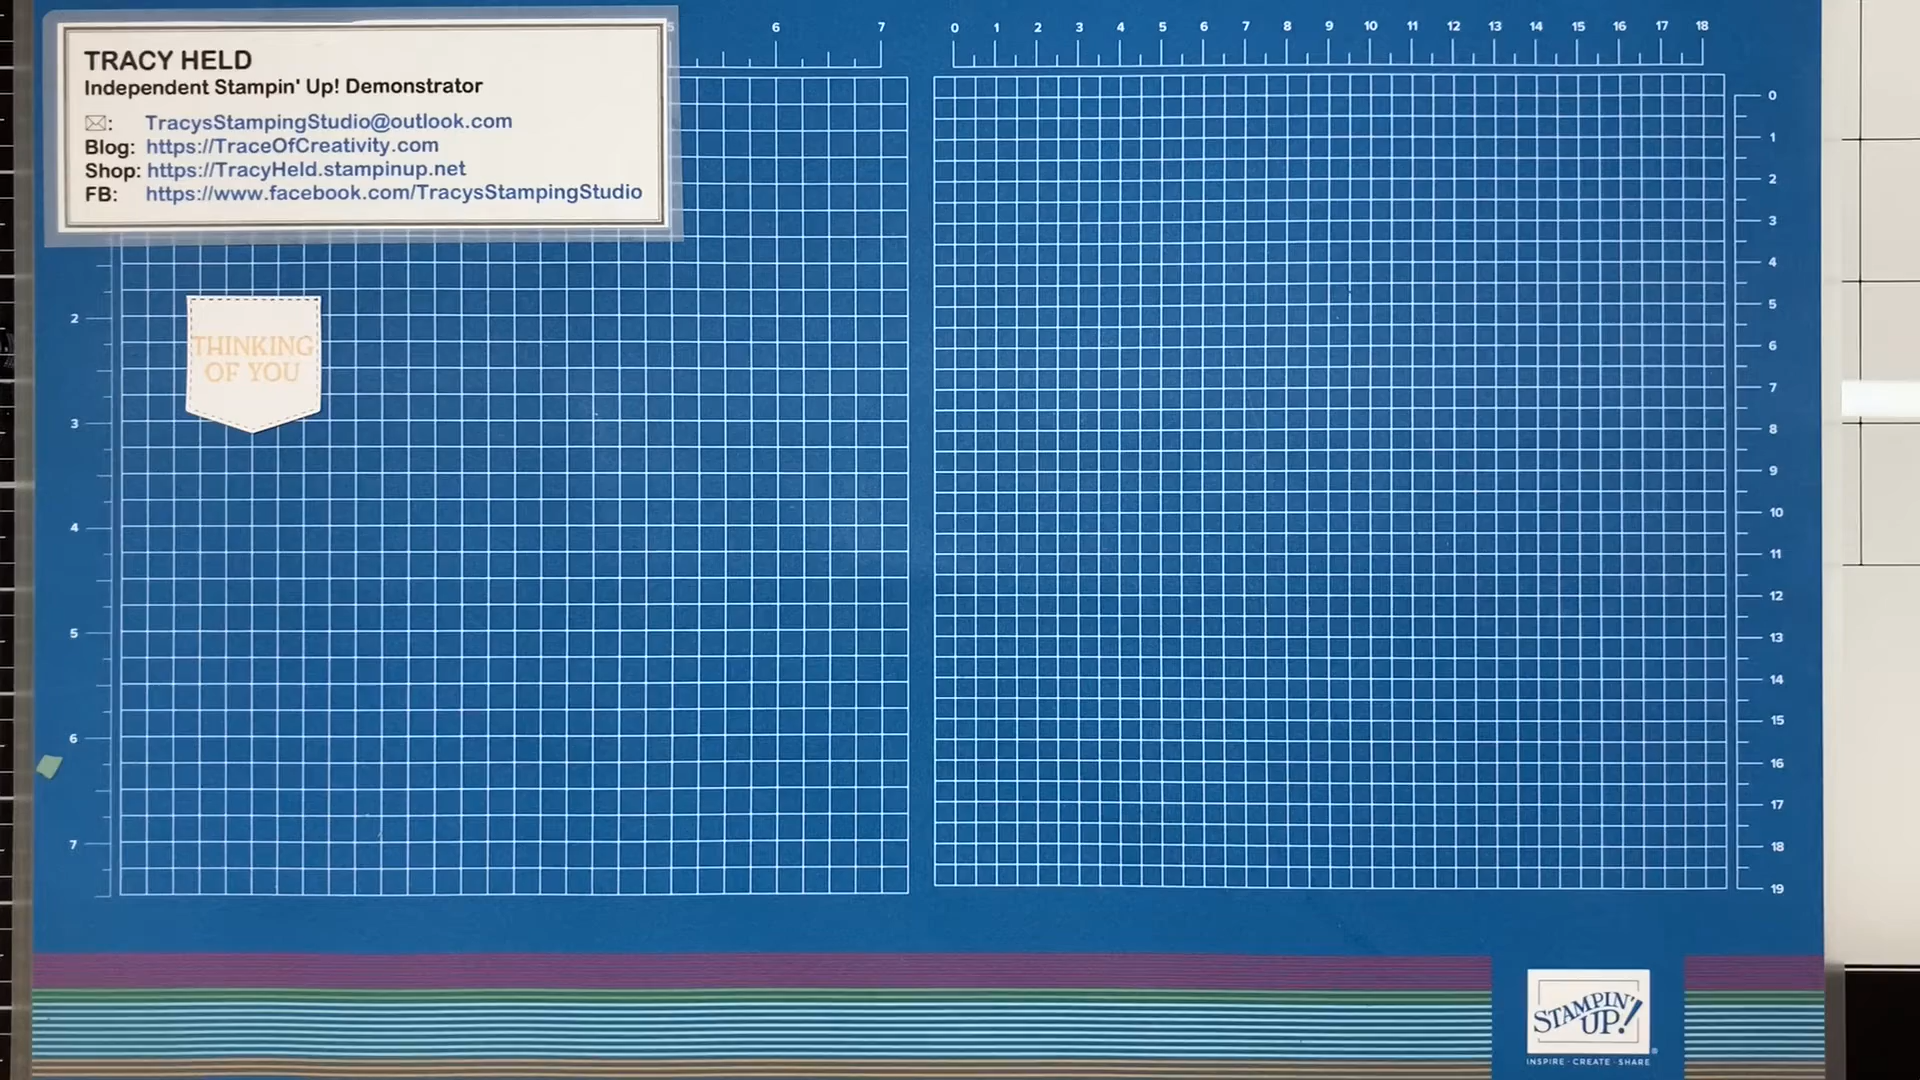 TRACY HELD
Independent Stampin' Up! Demonstrator
✉: TracysStampingStudio@outlook.com
Blog: https://TraceOfCreativity.com
Shop: https://TracyHeld.stampinup.net
FB: https://www.facebook.com/TracysStampingStudio
6 7
0 1 2 3 4 5 6 7 8 9 10 11 12 13 14 15 16 17 18
THINKING
OF YOU
2
3
4
5
6
7
0
1
2
3
4
5
6
7
8
9
10
11
12
13
14
15
16
17
18
19
STAMPIN'
UP!®
INSPIRE · CREATE · SHARE